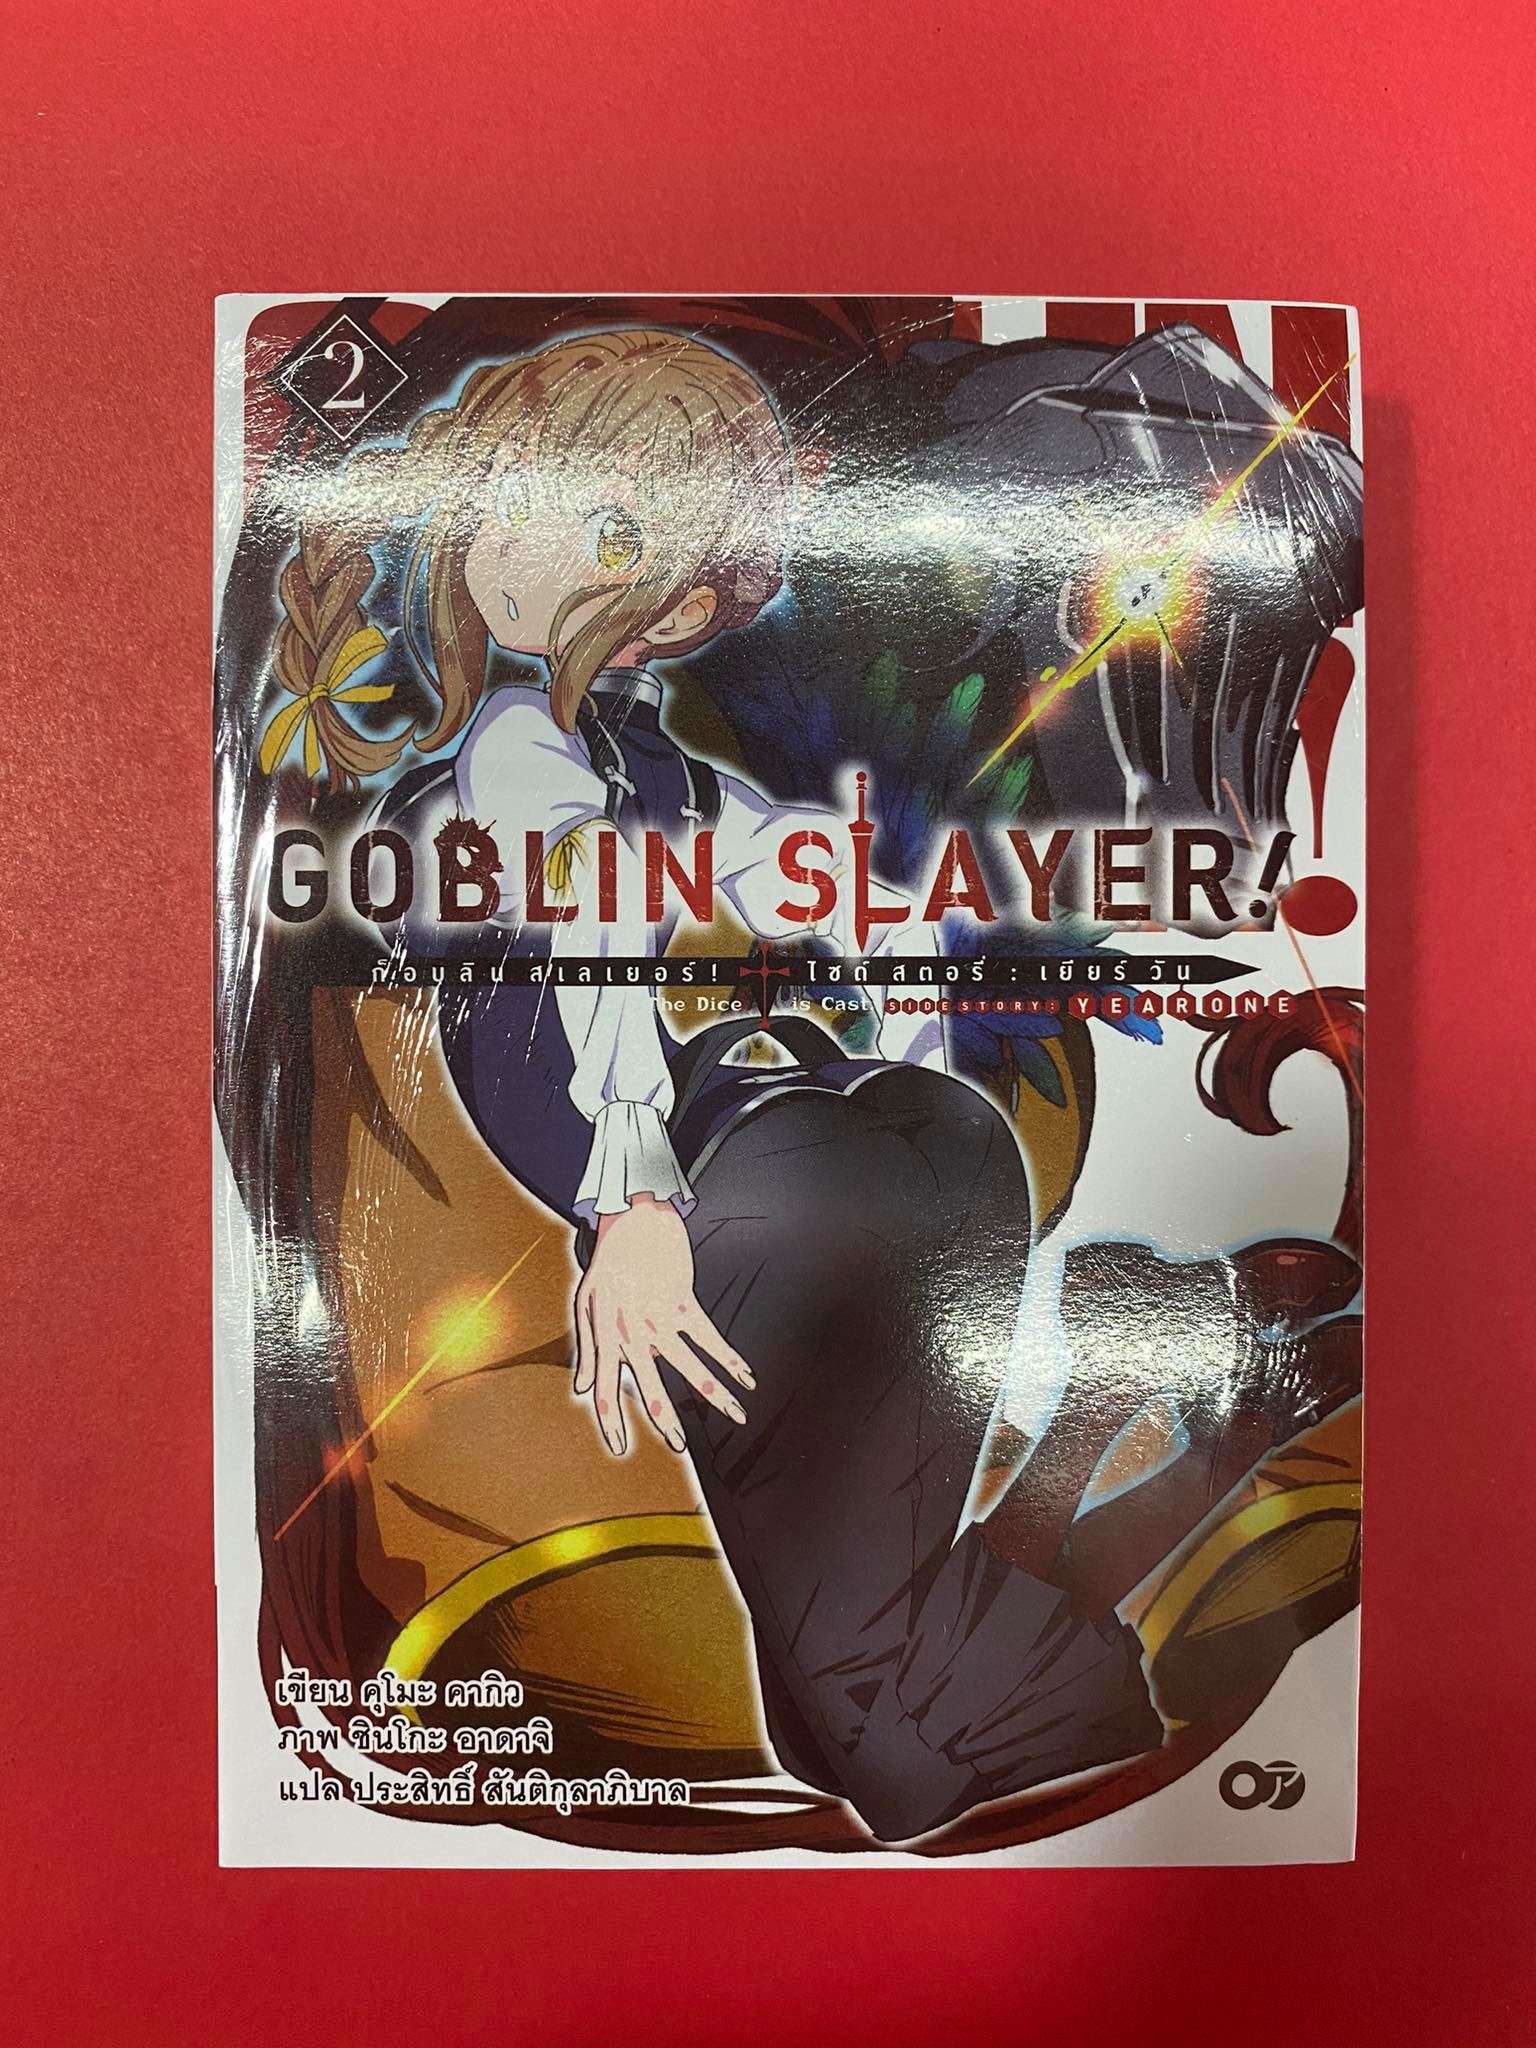 2
GOBLIN SLAYER!
ก็อบลิน สเลเยอร์! ไซด์ สตอรี่ : เยียร์ วัน
The Dice is Cast. SIDE STORY: YEAR ONE
เขียน คุโมะ คากิว
ภาพ ชินโกะ อาดาจิ
แปล ประสิทธิ์ สันติกุลาภิบาล